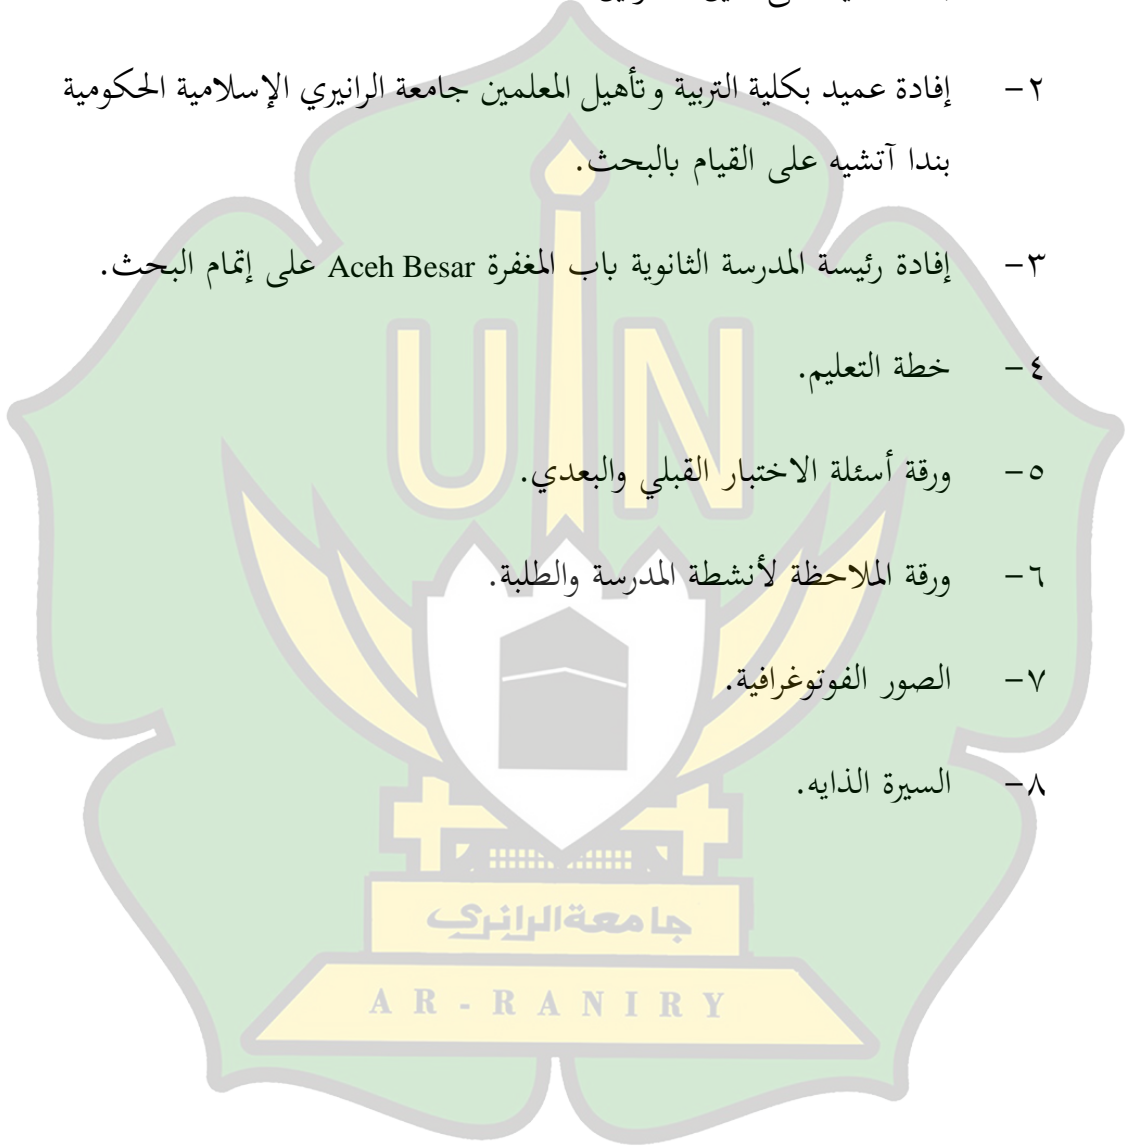 ٢- إفادة عميد بكلية التربية وتأهيل المعلمين جامعة الرانيري الإسلامية الحكومية
بندا آتشيه على القيام بالبحث.
٣- إفادة رئيسة المدرسة الثانوية باب المغفرة Aceh Besar على إتمام البحث.
٤- خطة التعليم.
UIN
٥- ورقة أسئلة الاختبار القبلي والبعدي.
٦- ورقة الملاحظة لأنشطة المدرسة والطلبة.
٧- الصور الفوتوغرافية.
٨- السيرة الذايه.
جامعةالرانرك
AR-RANIRY